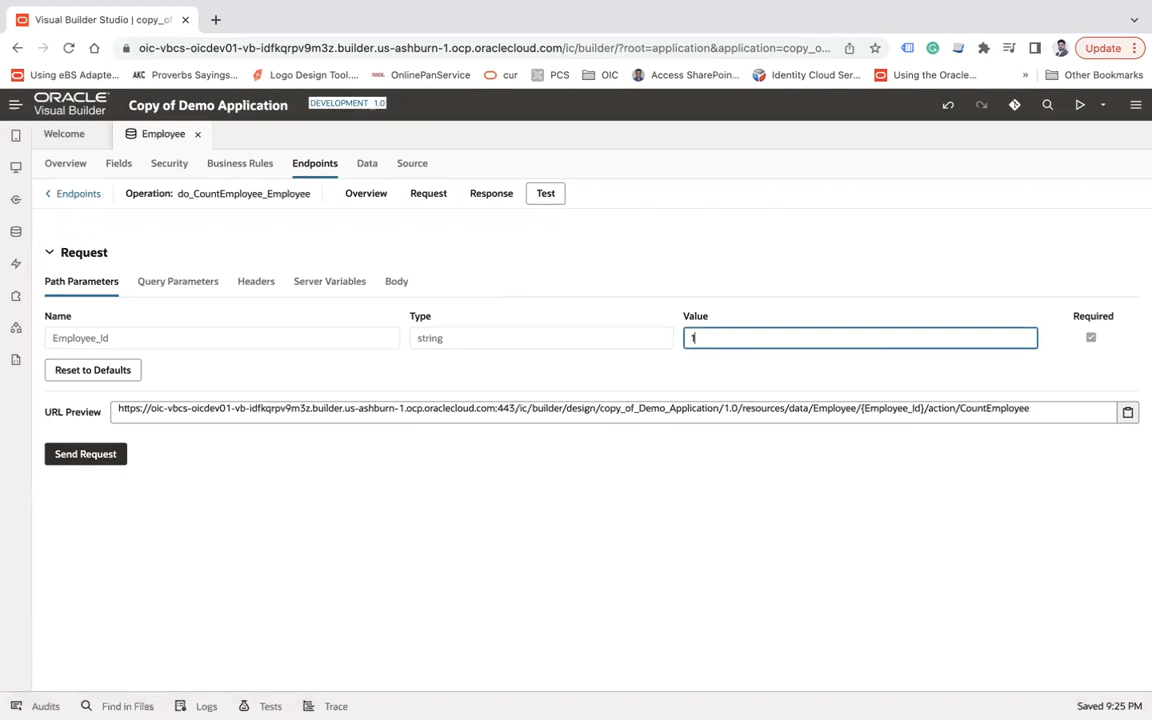 Visual Builder Studio | copy_of
oic-vbcs-oicdev01-vb-idfkqrpv9m3z.builder.us-ashburn-1.ocp.oraclecloud.com/ic/builder/?root=application&application=copy_o...
Update
Using eBS Adapte...
AKC
Proverbs Sayings...
Logo Design Tool....
OnlinePanService
cur
PCS
OIC
Access SharePoin...
Identity Cloud Ser...
Using the Oracle...
»
Other Bookmarks
ORACLE
Visual Builder
Copy of Demo Application
DEVELOPMENT 1.0
Welcome
Employee
Overview
Fields
Security
Business Rules
Endpoints
Data
Source
Endpoints
Operation: do_CountEmployee_Employee
Overview
Request
Response
Test
Request
Path Parameters
Query Parameters
Headers
Server Variables
Body
Name
Type
Value
Required
Employee_Id
string
1
Reset to Defaults
URL Preview
https://oic-vbcs-oicdev01-vb-idfkqrpv9m3z.builder.us-ashburn-1.ocp.oraclecloud.com:443/ic/builder/design/copy_of_Demo_Application/1.0/resources/data/Employee/{Employee_Id}/action/CountEmployee
Send Request
Audits
Find in Files
Logs
Tests
Trace
Saved 9:25 PM